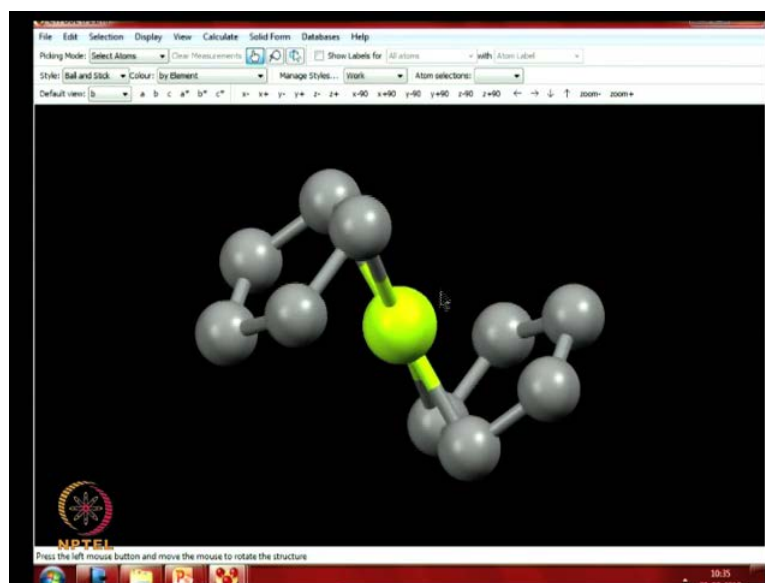 File Edit Selection Display View Calculate Solid Form Databases Help
Picking Mode: Select Atoms Clear Measurements Show Labels for All atoms with Atom Label
Style: Ball and Stick Colour: by Element Manage Styles... Work Atom selections:
Default view: b a b c a* b* c* x- x+ y- y+ z- z+ x-90 x+90 y-90 y+90 z-90 z+90 ← → ↓ ↑ zoom- zoom+
NPTEL
Press the left mouse button and move the mouse to rotate the structure
10:35